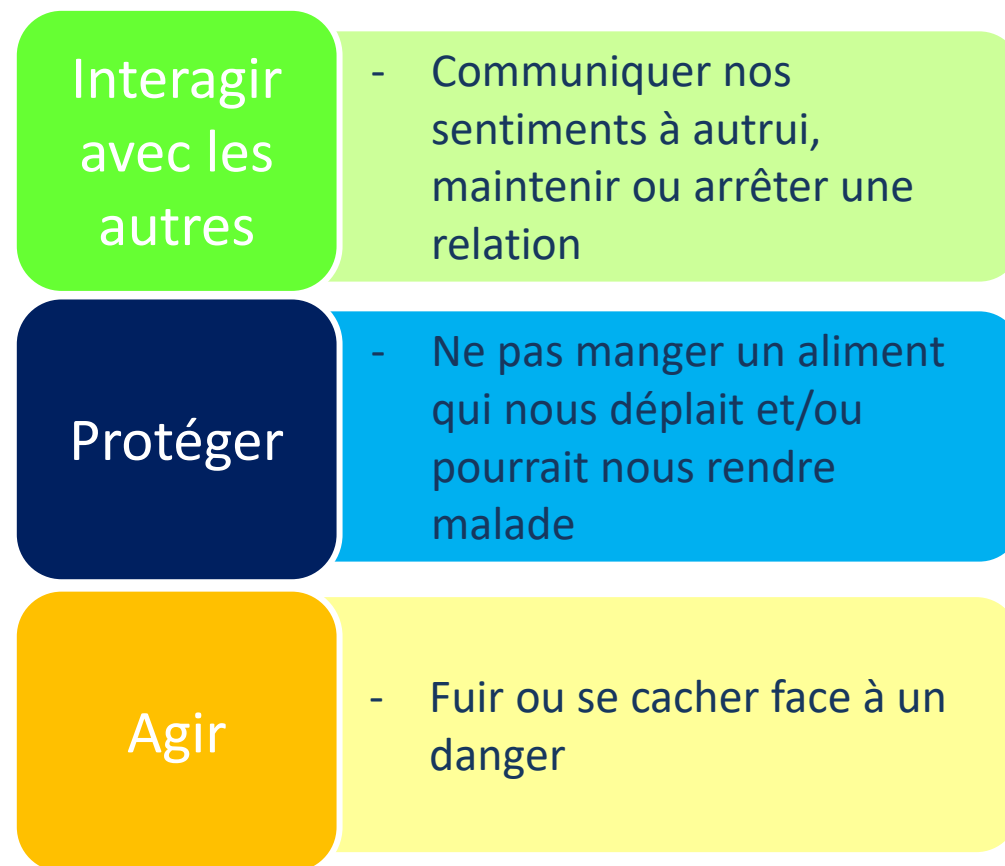 Interagir
avec les
autres
- Communiquer nos
sentiments à autrui,
maintenir ou arrêter une
relation
Protéger
- Ne pas manger un aliment
qui nous déplait et/ou
pourrait nous rendre
malade
Agir
- Fuir ou se cacher face à un
danger